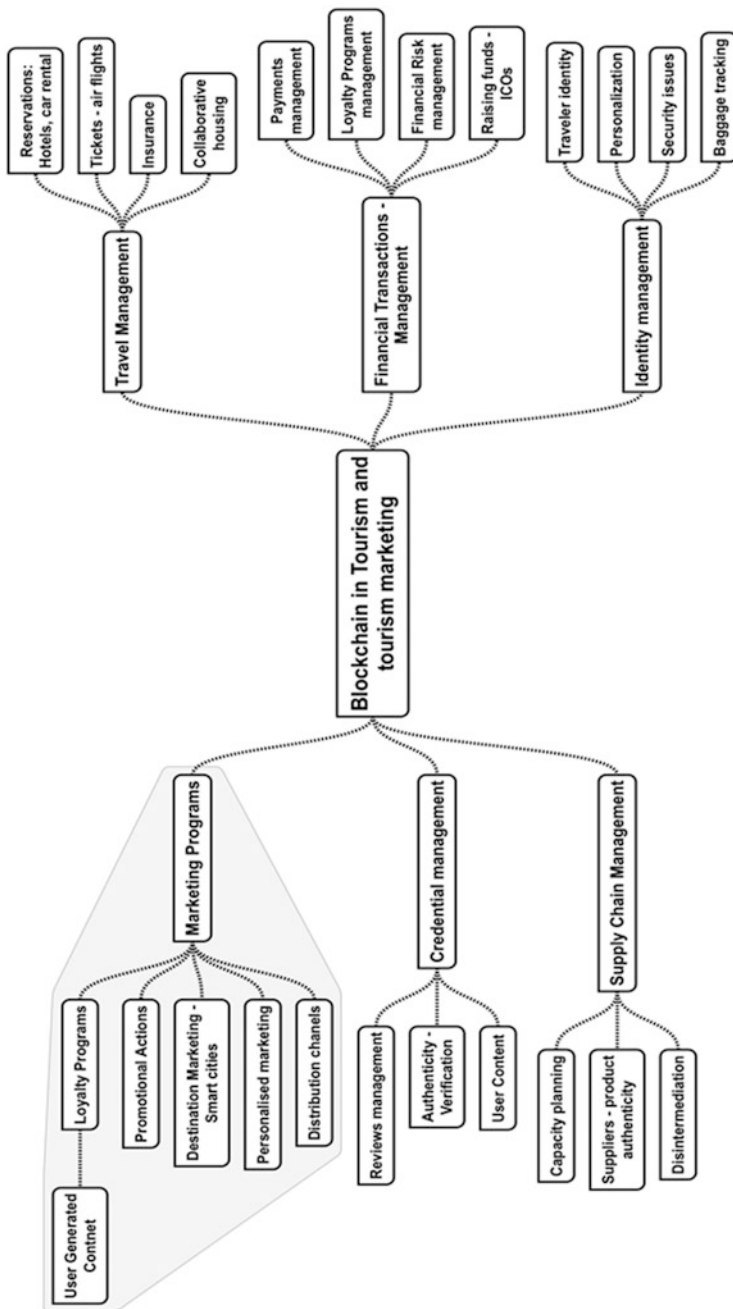 Blockchain in Tourism and
tourism marketing
Marketing Programs
Loyalty Programs
User Generated
Contnet
Promotional Actions
Destination Marketing -
Smart cities
Personalised marketing
Distribution chanels
Credential management
Reviews management
Authenticity -
Verification
User Content
Supply Chain Management
Capacity planning
Suppliers - product
authenticity
Disintermediation
Travel Management
Reservations:
Hotels, car rental
Tickets - air flights
Insurance
Collaborative
housing
Financial Transactions -
Management
Payments
management
Loyalty Programs
management
Financial Risk
management
Raising funds -
ICOs
Identity management
Traveler identity
Personalization
Security issues
Baggage tracking